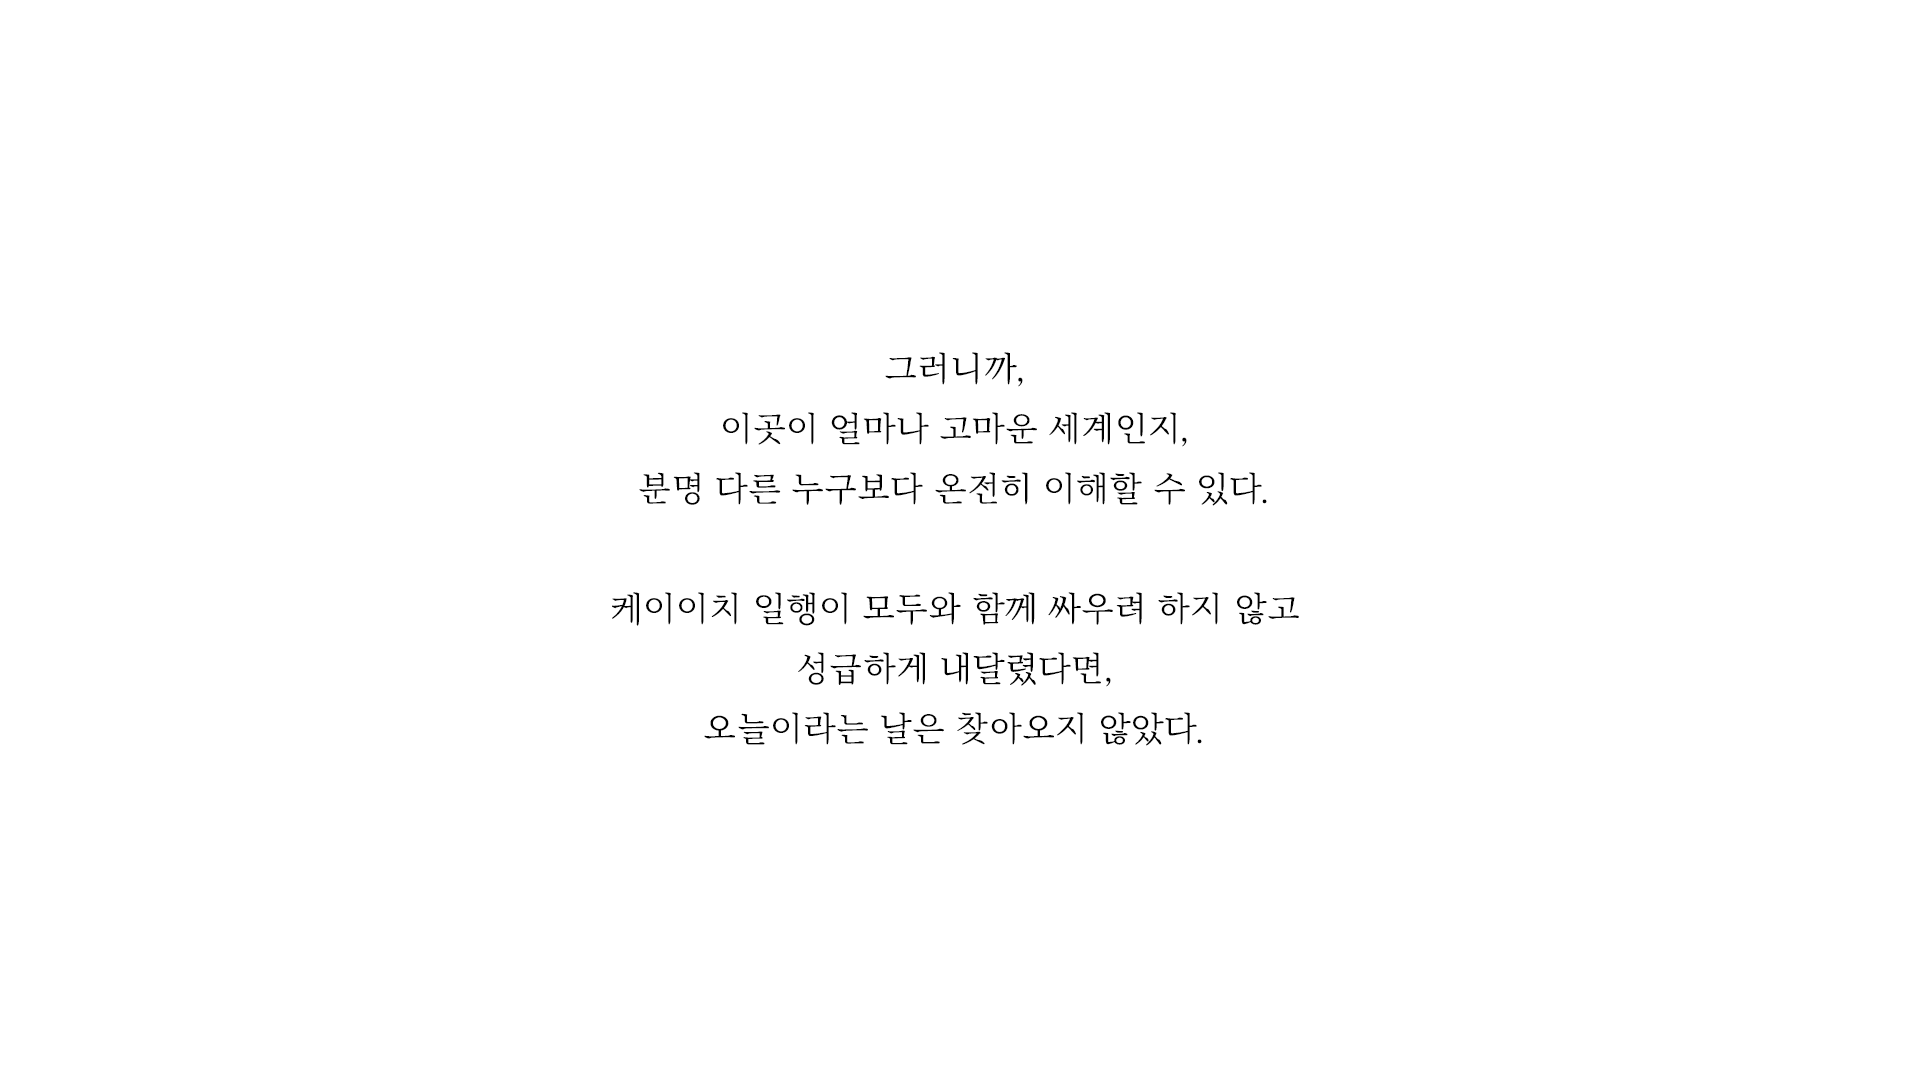 그러니까,
이곳이 얼마나 고마운 세계인지,
분명 다른 누구보다 온전히 이해할 수 있다.
케이이치 일행이 모두와 함께 싸우려 하지 않고
성급하게 내달렸다면,
오늘이라는 날은 찾아오지 않았다.